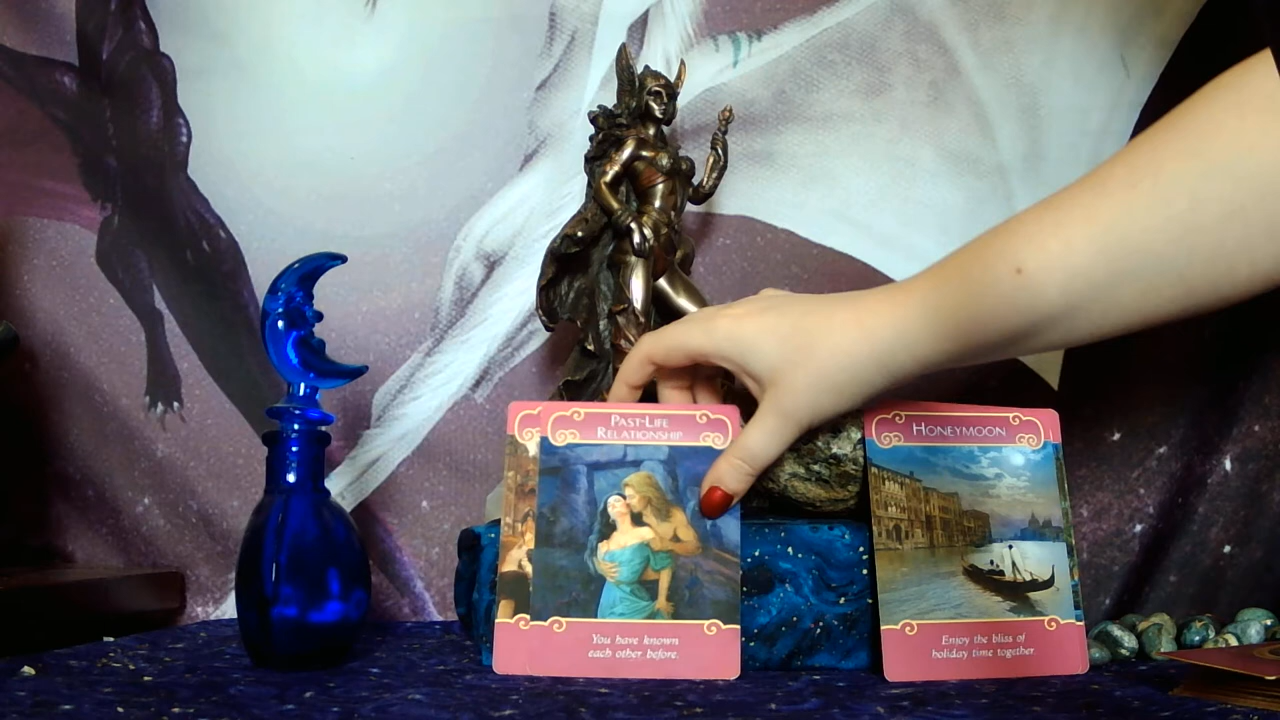 PAST-LIFE
RELATIONSHIP
You have known
each other before.
HONEYMOON
Enjoy the bliss of
holiday time together.